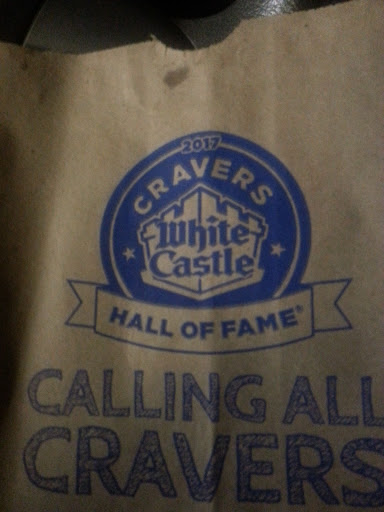 2017
CRAVERS
White
Castle
HALL OF FAME®
CALLING ALL
CRAVERS